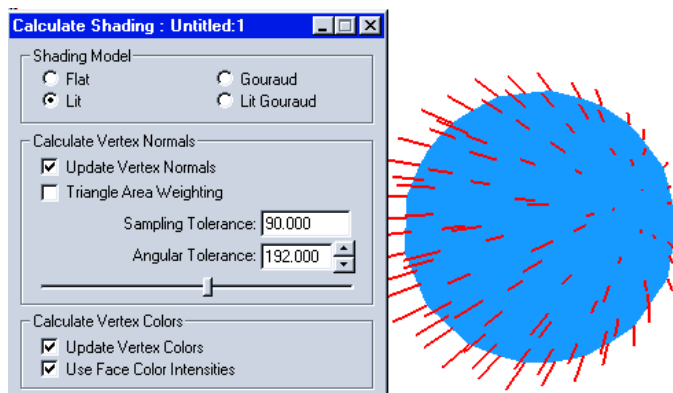 Calculate Shading : Untitled:1
Shading Model
Flat Gouraud
Lit Lit Gouraud
Calculate Vertex Normals
Update Vertex Normals
Triangle Area Weighting
Sampling Tolerance: 90.000
Angular Tolerance: 192.000
Calculate Vertex Colors
Update Vertex Colors
Use Face Color Intensities